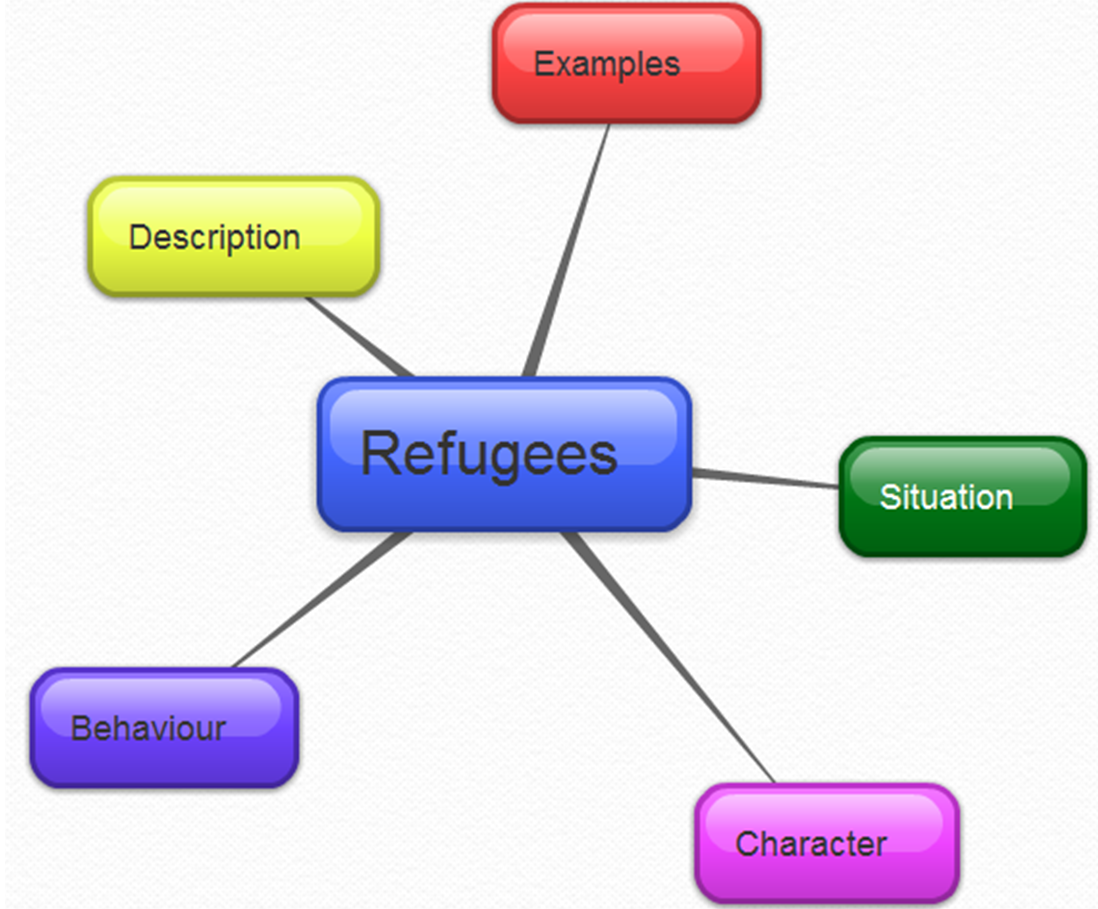 Examples
Description
Refugees
Situation
Behaviour
Character